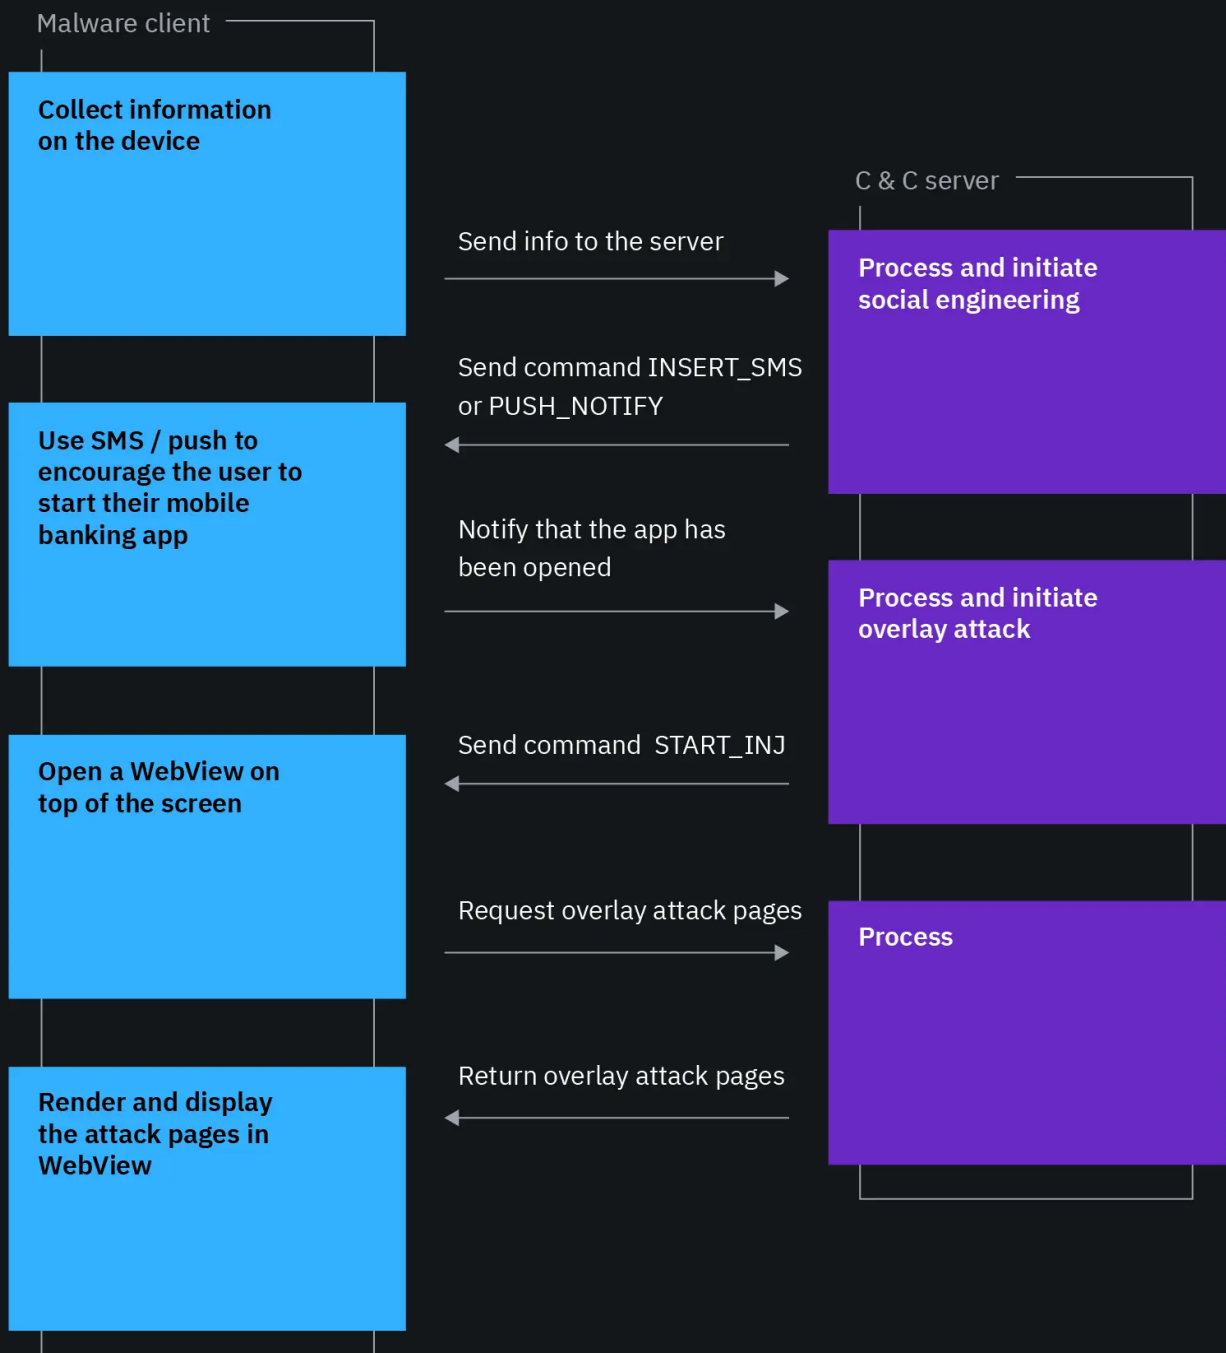 Malware client
Collect information
on the device
C & C server
Send info to the server
Process and initiate
social engineering
Send command INSERT_SMS
or PUSH_NOTIFY
Use SMS / push to
encourage the user to
start their mobile
banking app
Notify that the app has
been opened
Process and initiate
overlay attack
Send command START_INJ
Open a WebView on
top of the screen
Request overlay attack pages
Process
Return overlay attack pages
Render and display
the attack pages in
WebView